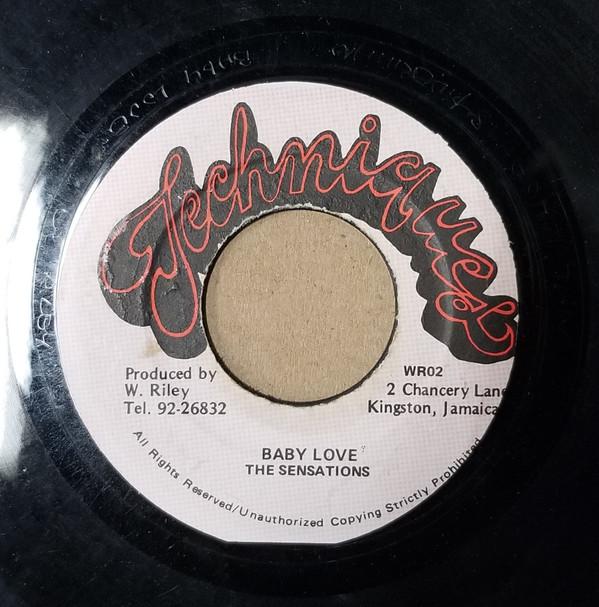 Techniques
Produced by
W. Riley
Tel. 92-26832
WR02
2 Chancery Lane
Kingston, Jamaica
BABY LOVE
THE SENSATIONS
All Rights Reserved/Unauthorized Copying Strictly Prohibited